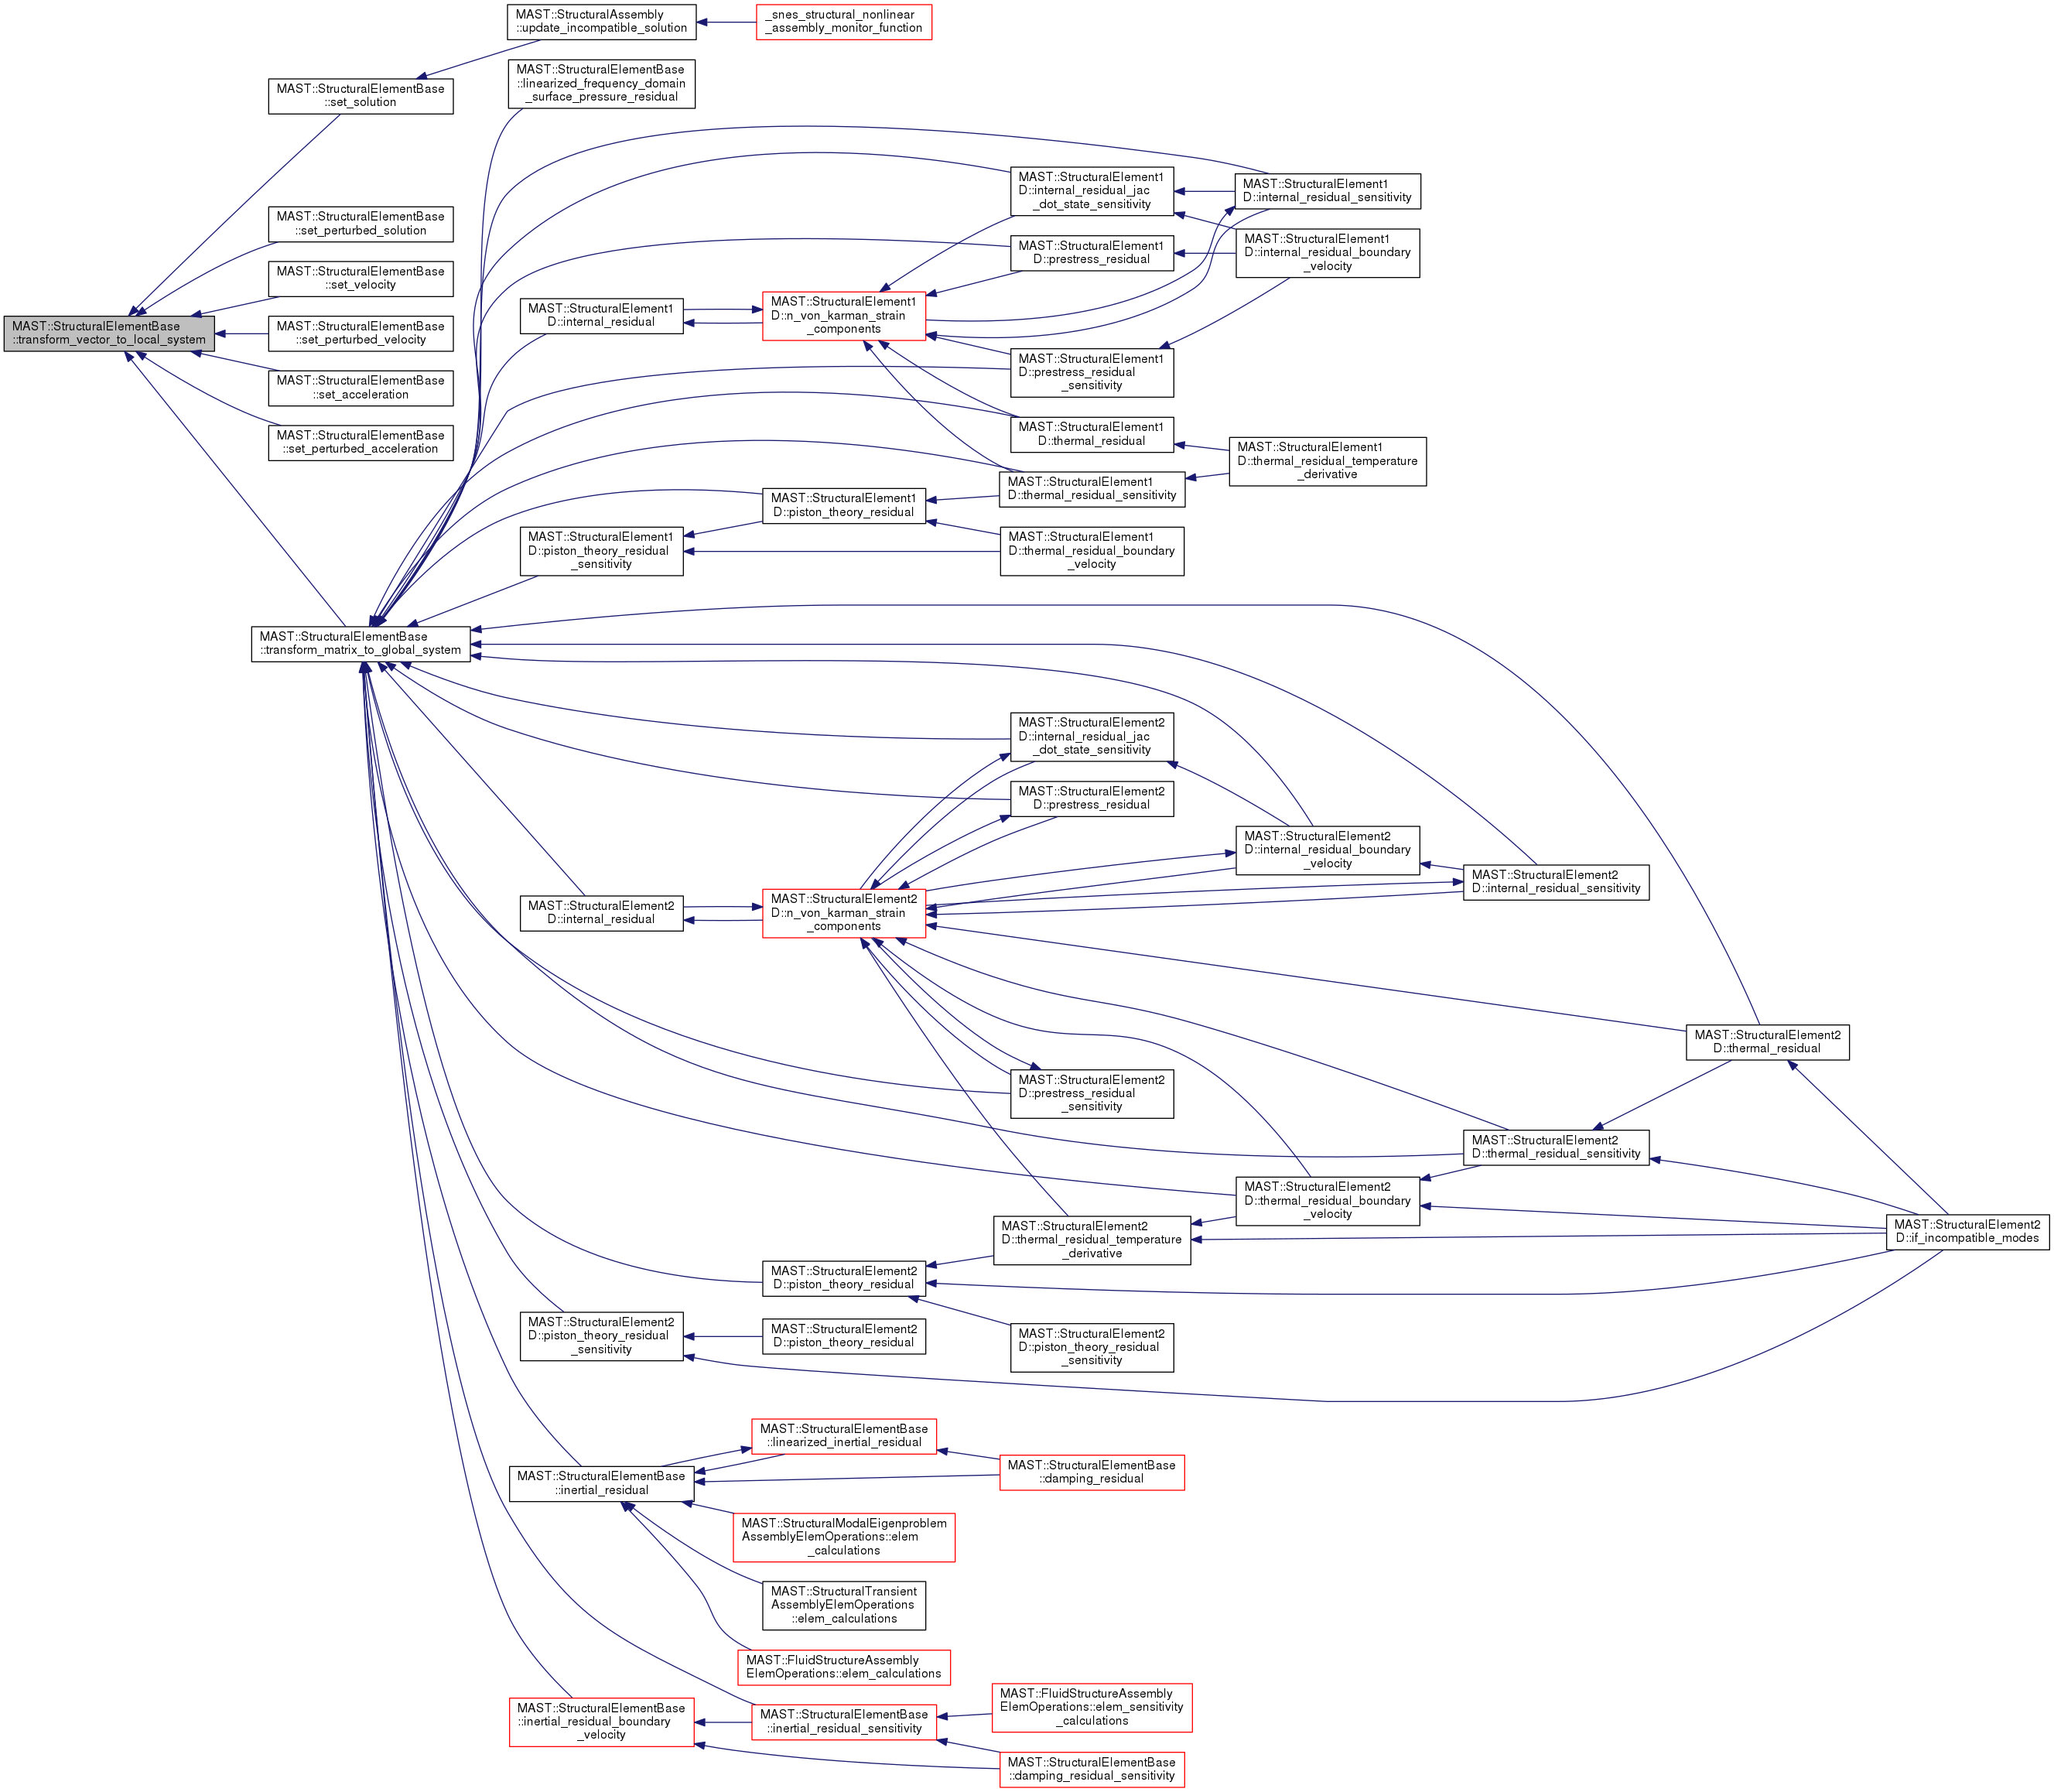 MAST::StructuralAssembly
::update_incompatible_solution
_snes_structural_nonlinear
_assembly_monitor_function
MAST::StructuralElementBase
::set_solution
MAST::StructuralElementBase
::linearized_frequency_domain
_surface_pressure_residual
MAST::StructuralElementBase
::set_perturbed_solution
MAST::StructuralElementBase
::set_velocity
MAST::StructuralElementBase
::transform_vector_to_local_system
MAST::StructuralElementBase
::set_perturbed_velocity
MAST::StructuralElementBase
::set_acceleration
MAST::StructuralElementBase
::set_perturbed_acceleration
MAST::StructuralElement1
D::internal_residual_jac
_dot_state_sensitivity
MAST::StructuralElement1
D::internal_residual_sensitivity
MAST::StructuralElement1
D::prestress_residual
MAST::StructuralElement1
D::internal_residual_boundary
_velocity
MAST::StructuralElement1
D::internal_residual
MAST::StructuralElement1
D::n_von_karman_strain
_components
MAST::StructuralElement1
D::prestress_residual
_sensitivity
MAST::StructuralElement1
D::thermal_residual
MAST::StructuralElement1
D::thermal_residual_temperature
_derivative
MAST::StructuralElement1
D::thermal_residual_sensitivity
MAST::StructuralElement1
D::piston_theory_residual
MAST::StructuralElement1
D::piston_theory_residual
_sensitivity
MAST::StructuralElement1
D::thermal_residual_boundary
_velocity
MAST::StructuralElementBase
::transform_matrix_to_global_system
MAST::StructuralElement2
D::internal_residual_jac
_dot_state_sensitivity
MAST::StructuralElement2
D::prestress_residual
MAST::StructuralElement2
D::internal_residual_boundary
_velocity
MAST::StructuralElement2
D::internal_residual_sensitivity
MAST::StructuralElement2
D::internal_residual
MAST::StructuralElement2
D::n_von_karman_strain
_components
MAST::StructuralElement2
D::thermal_residual
MAST::StructuralElement2
D::prestress_residual
_sensitivity
MAST::StructuralElement2
D::thermal_residual_sensitivity
MAST::StructuralElement2
D::thermal_residual_boundary
_velocity
MAST::StructuralElement2
D::thermal_residual_temperature
_derivative
MAST::StructuralElement2
D::if_incompatible_modes
MAST::StructuralElement2
D::piston_theory_residual
MAST::StructuralElement2
D::piston_theory_residual
_sensitivity
MAST::StructuralElement2
D::piston_theory_residual
MAST::StructuralElement2
D::piston_theory_residual
_sensitivity
MAST::StructuralElementBase
::linearized_inertial_residual
MAST::StructuralElementBase
::damping_residual
MAST::StructuralElementBase
::inertial_residual
MAST::StructuralModalEigenproblem
AssemblyElemOperations::elem
_calculations
MAST::StructuralTransient
AssemblyElemOperations
::elem_calculations
MAST::FluidStructureAssembly
ElemOperations::elem_calculations
MAST::StructuralElementBase
::inertial_residual_boundary
_velocity
MAST::StructuralElementBase
::inertial_residual_sensitivity
MAST::FluidStructureAssembly
ElemOperations::elem_sensitivity
_calculations
MAST::StructuralElementBase
::damping_residual_sensitivity